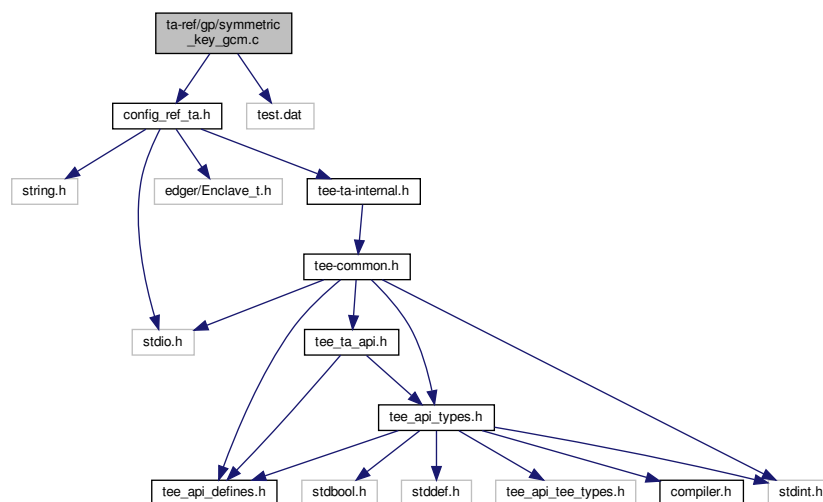 ta-ref/gp/symmetric
_key_gcm.c
config_ref_ta.h
test.dat
string.h
edger/Enclave_t.h
tee-ta-internal.h
tee-common.h
stdio.h
tee_ta_api.h
tee_api_types.h
tee_api_defines.h
stdbool.h
stddef.h
tee_api_tee_types.h
compiler.h
stdint.h